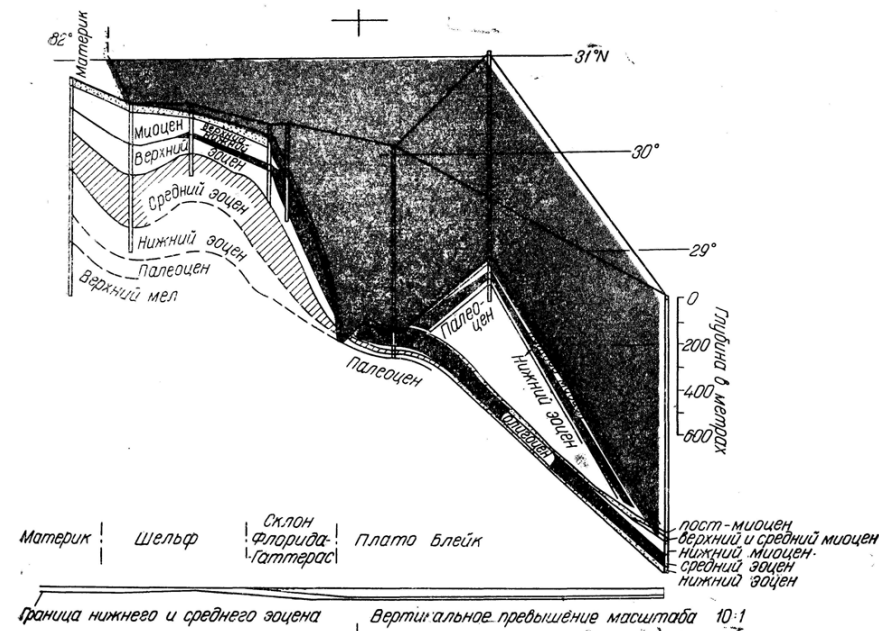 82°
Материк
31°N
30°
29°
Миоцен
Верхний
эоцен
Средний эоцен
Нижний эоцен
Палеоцен
Верхний мел
Палеоцен
Палео-
цен
Нижний эоцен
олигоцен
0
200
400
600
Глубина в метрах
Материк
Шельф
Склон
Флорида-
Гаттерас
Плато Блейк
пост-миоцен
верхний и средний миоцен
нижний миоцен
средний эоцен
нижний эоцен
Граница нижнего и среднего эоцена
Вертикальное превышение масштаба 10:1